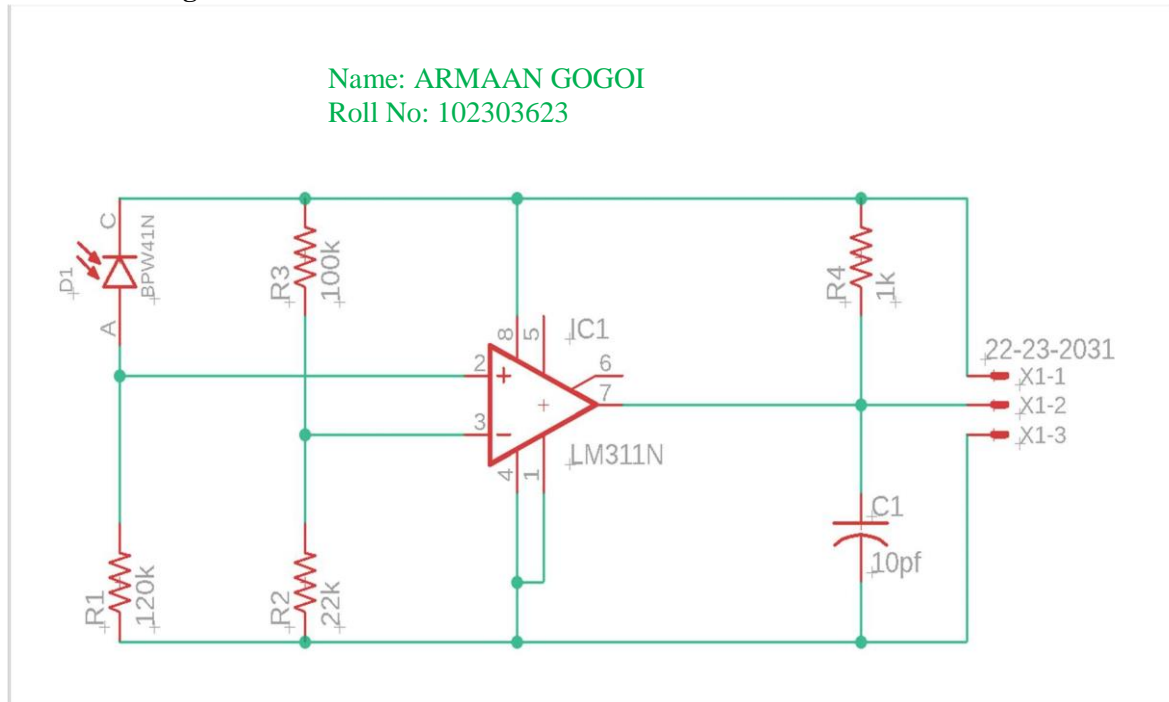 Name: ARMAAN GOGOI
Roll No: 102303623
C
BPW41N
D1
A
R3
100k
R4
1k
8
5
IC1
2
+
6
7
3
-
4
1
LM311N
22-23-2031
X1-1
X1-2
X1-3
C1
10pf
R1
120k
R2
22k